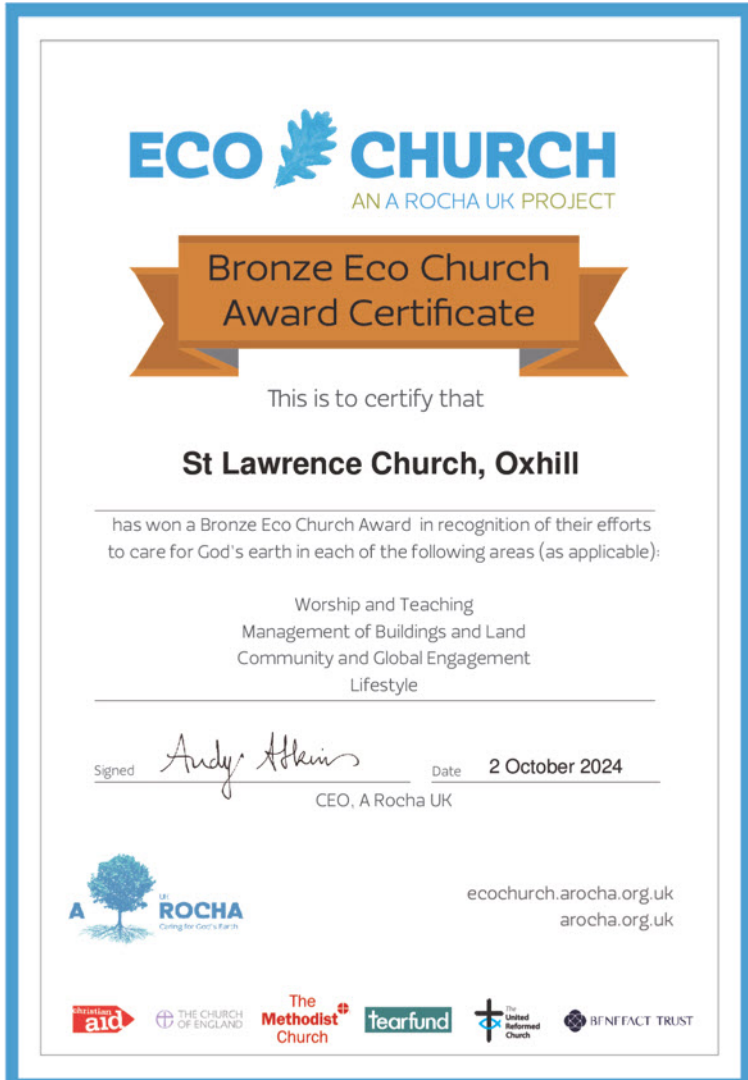 ECO CHURCH
AN A ROCHA UK PROJECT
Bronze Eco Church
Award Certificate
This is to certify that
St Lawrence Church, Oxhill
has won a Bronze Eco Church Award in recognition of their efforts
to care for God's earth in each of the following areas (as applicable):
Worship and Teaching
Management of Buildings and Land
Community and Global Engagement
Lifestyle
Signed Andy Atkins Date 2 October 2024
CEO, A Rocha UK
A ROCHA UK
Caring for God's Earth
ecochurch.arocha.org.uk
arocha.org.uk
christian aid
THE CHURCH OF ENGLAND
The Methodist Church
tearfund
The United Reformed Church
BENEFACT TRUST